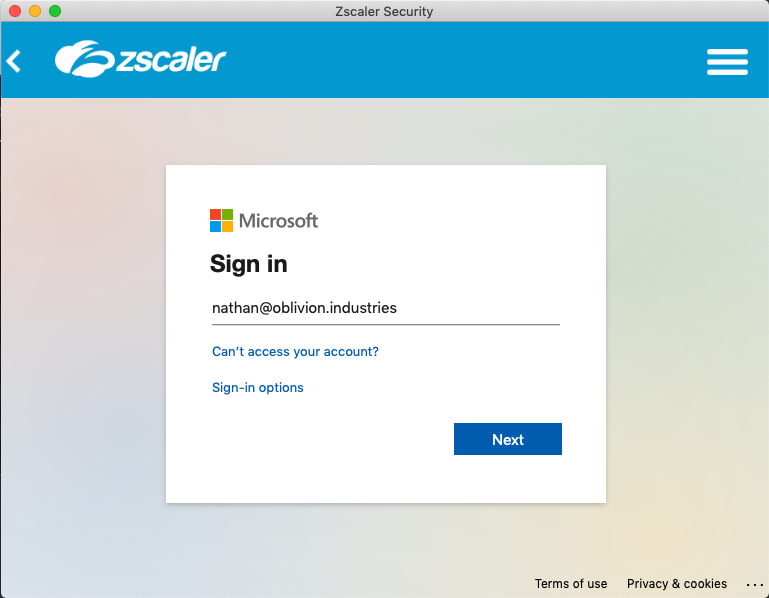 Zscaler Security
zscaler
Microsoft
Sign in
nathan@oblivion.industries
Can't access your account?
Sign-in options
Next
Terms of use Privacy & cookies ...